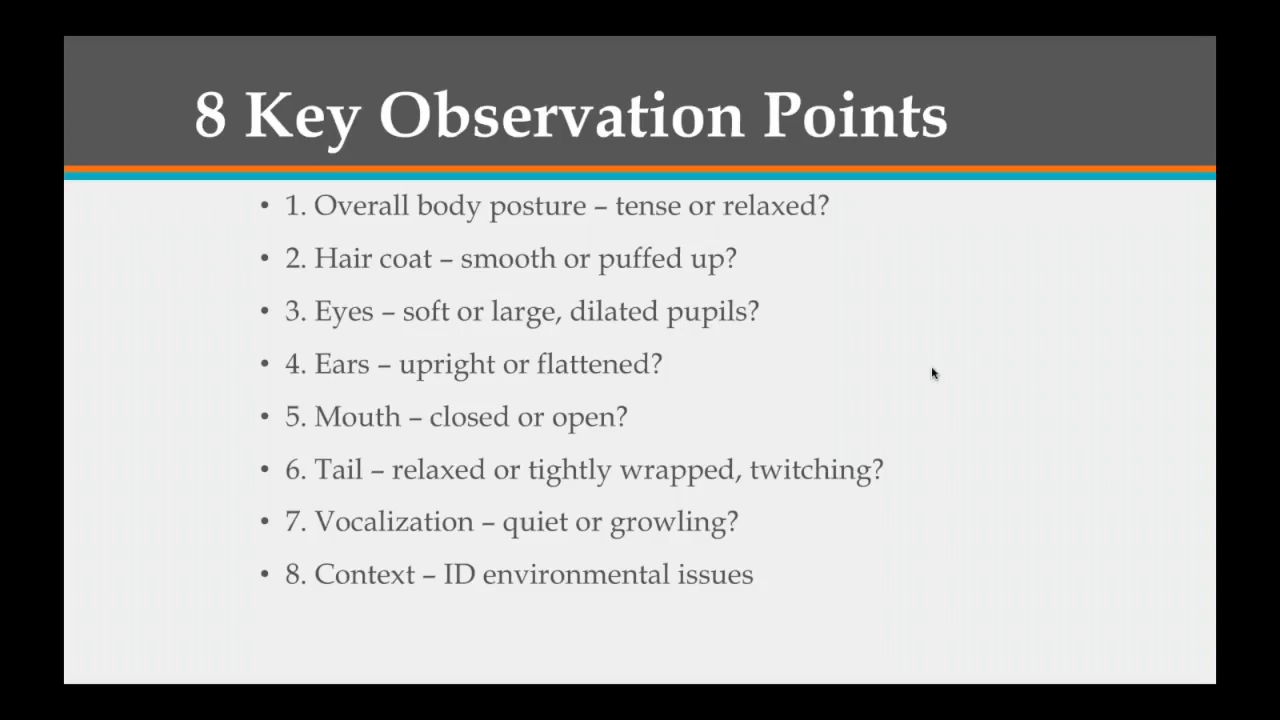 8 Key Observation Points
• 1. Overall body posture – tense or relaxed?
• 2. Hair coat – smooth or puffed up?
• 3. Eyes – soft or large, dilated pupils?
• 4. Ears – upright or flattened?
• 5. Mouth – closed or open?
• 6. Tail – relaxed or tightly wrapped, twitching?
• 7. Vocalization – quiet or growling?
• 8. Context – ID environmental issues